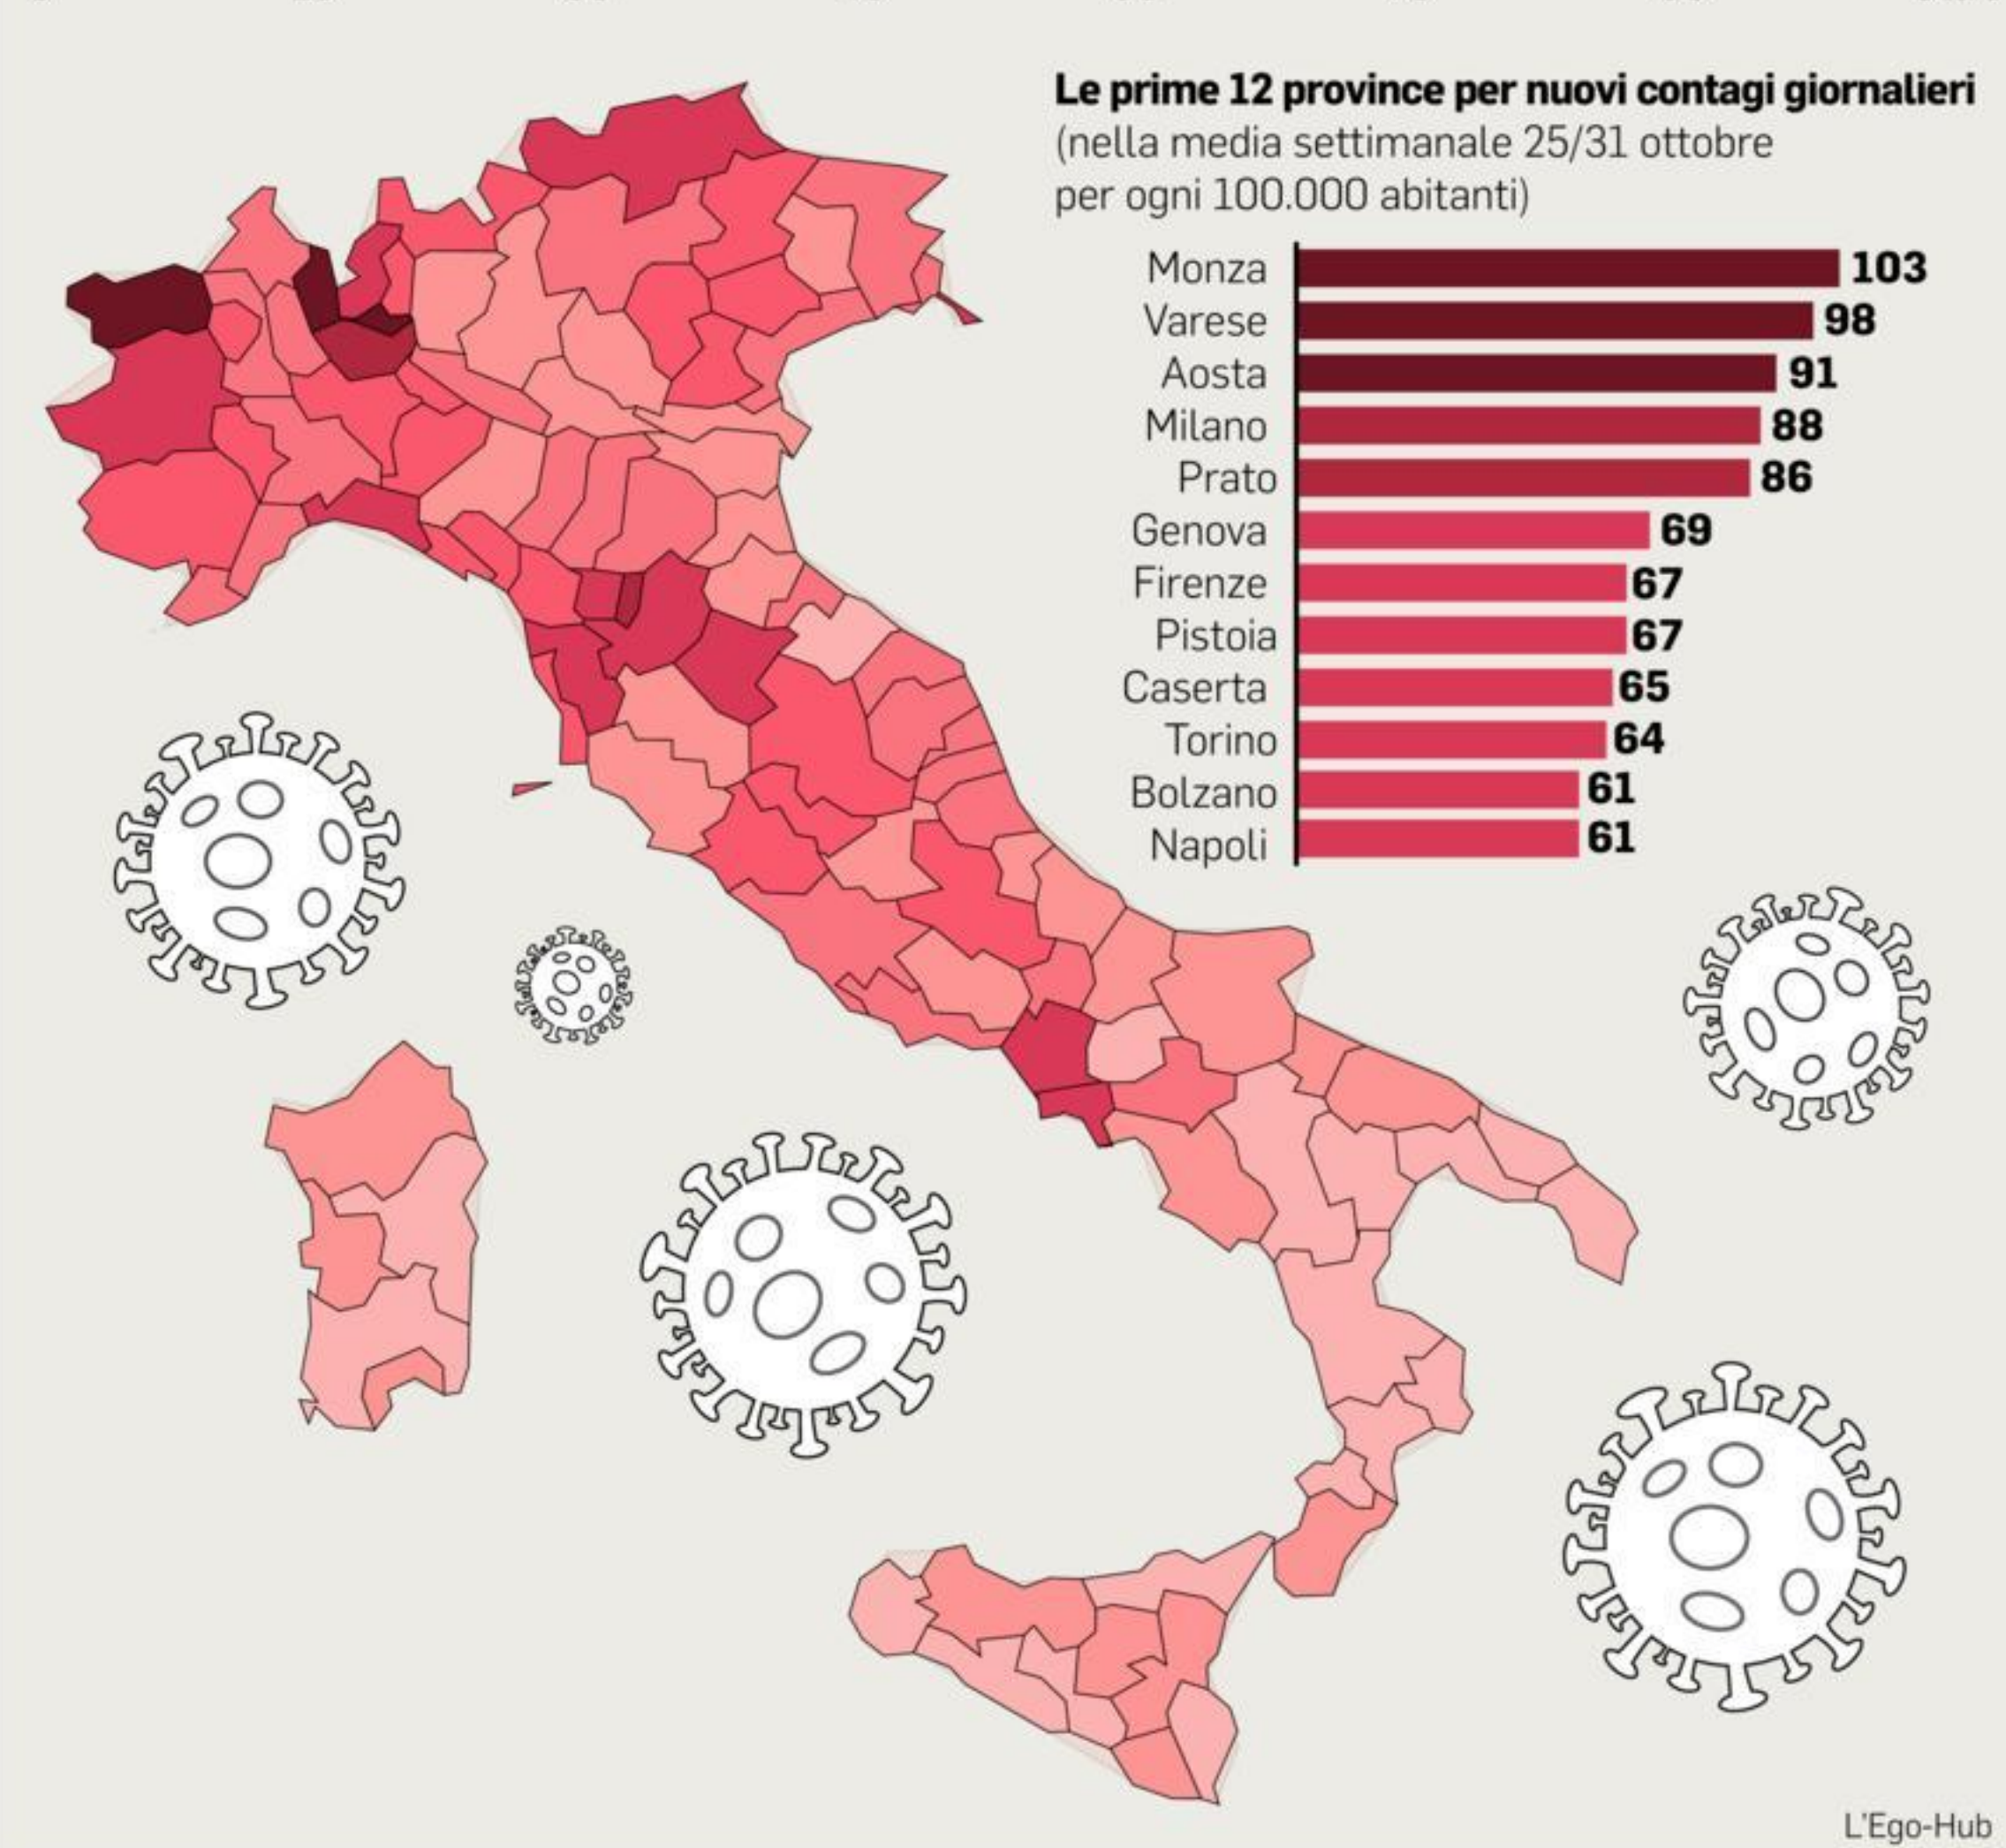 Le prime 12 province per nuovi contagi giornalieri
(nella media settimanale 25/31 ottobre
per ogni 100.000 abitanti)
Monza 103
Varese 98
Aosta 91
Milano 88
Prato 86
Genova 69
Firenze 67
Pistoia 67
Caserta 65
Torino 64
Bolzano 61
Napoli 61
L'Ego-Hub